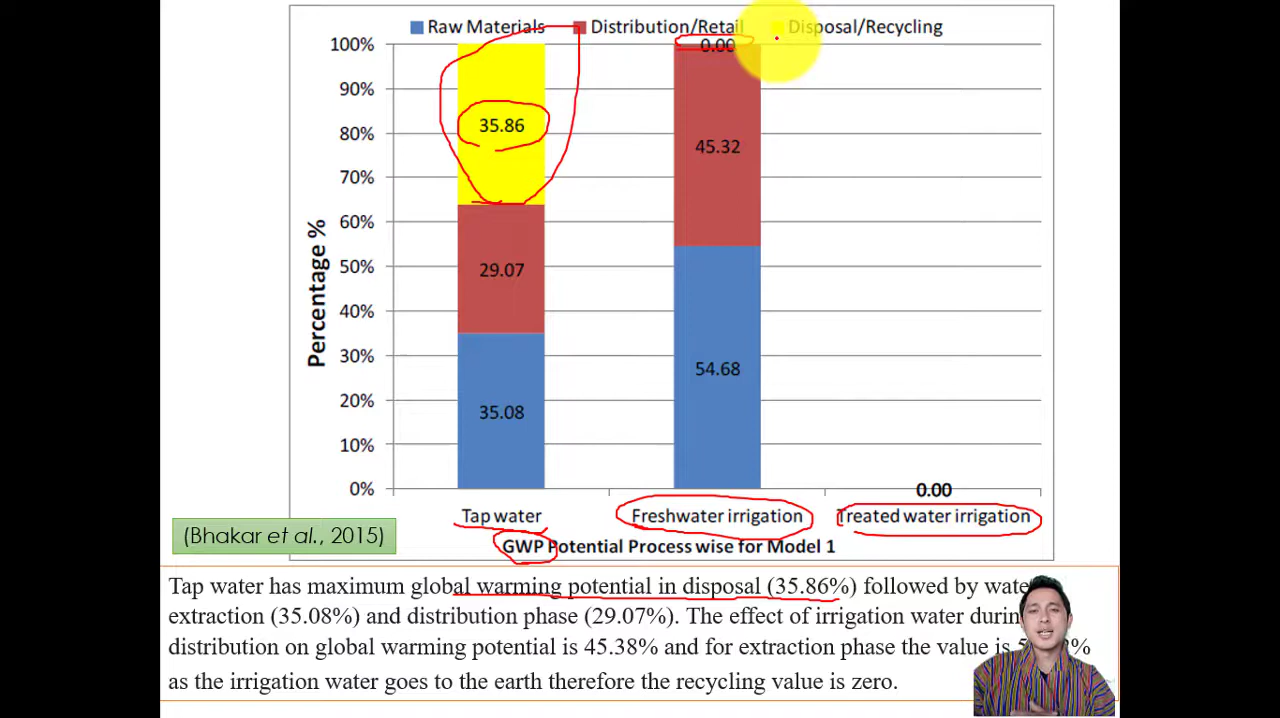 Raw Materials Distribution/Retail Disposal/Recycling
100%
90%
80%
70%
60%
50%
40%
30%
20%
10%
0%
Percentage %
35.86
29.07
35.08
0.00
45.32
54.68
0.00
Tap water Freshwater irrigation Treated water irrigation
GWP Potential Process wise for Model 1
(Bhakar et al., 2015)
Tap water has maximum global warming potential in disposal (35.86%) followed by
extraction (35.08%) and distribution phase (29.07%). The effect of irrigation water
distribution on global warming potential is 45.38% and for extraction phase the value is
as the irrigation water goes to the earth therefore the recycling value is zero.